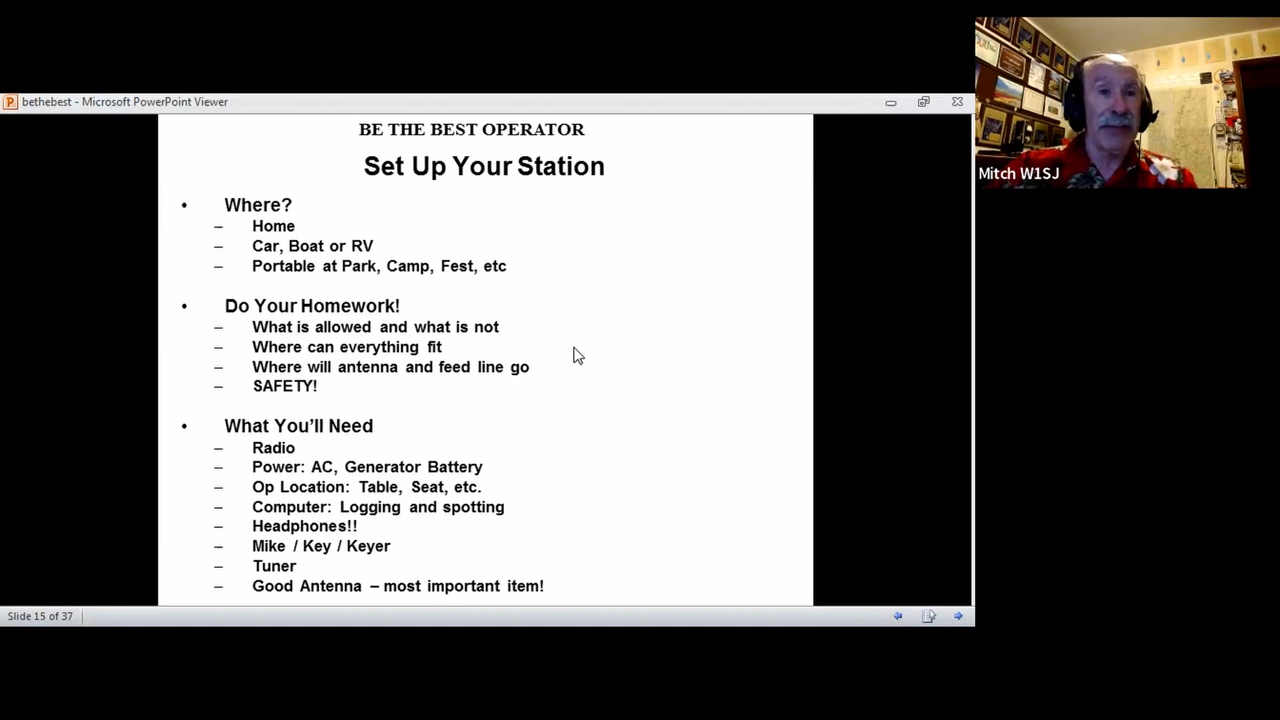 bethebest - Microsoft PowerPoint Viewer
BE THE BEST OPERATOR
Set Up Your Station
• Where?
– Home
– Car, Boat or RV
– Portable at Park, Camp, Fest, etc
• Do Your Homework!
– What is allowed and what is not
– Where can everything fit
– Where will antenna and feed line go
– SAFETY!
• What You'll Need
– Radio
– Power: AC, Generator Battery
– Op Location: Table, Seat, etc.
– Computer: Logging and spotting
– Headphones!!
– Mike / Key / Keyer
– Tuner
– Good Antenna – most important item!
Slide 15 of 37
Mitch W1SJ